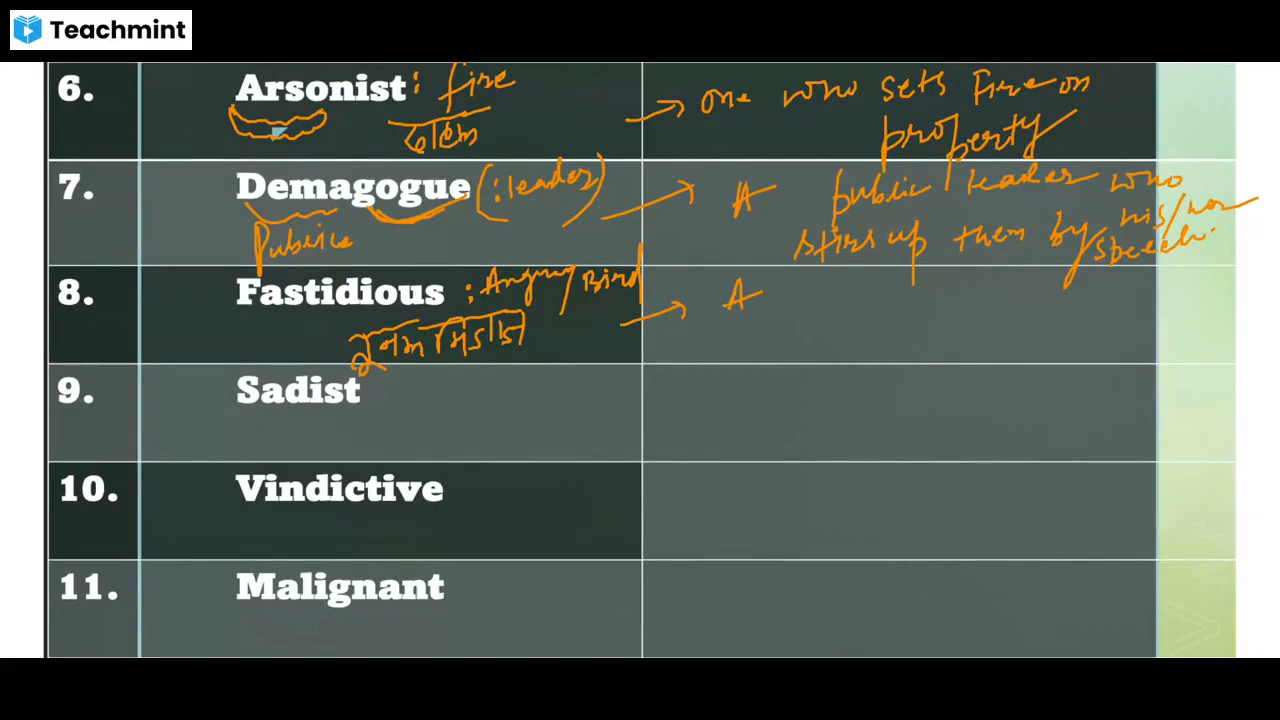 Teachmint
6. Arsonist : fire → one who sets Fire on
property
7. Demagogue (: leader) → A public leader who
Public stirs up them by his/her
speech.
8. Fastidious : Angry Bird → A
9. Sadist
10. Vindictive
11. Malignant